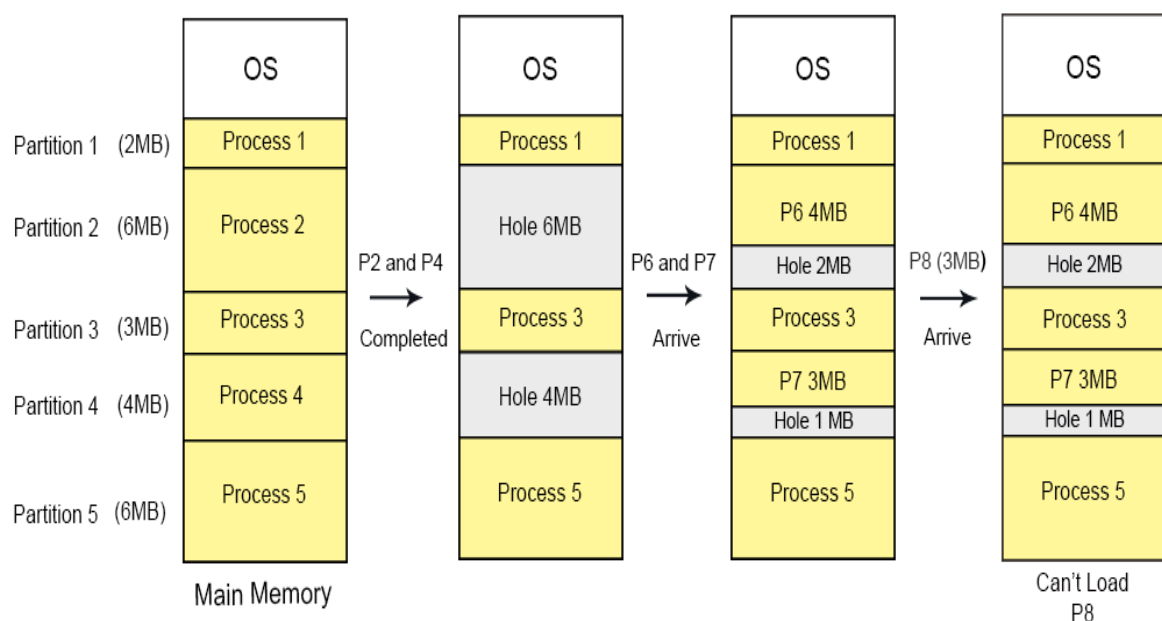 OS
OS
OS
OS
Partition 1 (2MB)
Process 1
Process 1
Process 1
Process 1
Partition 2 (6MB)
Process 2
Hole 6MB
P6 4MB
P6 4MB
P2 and P4
Completed
P6 and P7
Arrive
P8 (3MB)
Arrive
Hole 2MB
Hole 2MB
Partition 3 (3MB)
Process 3
Process 3
Process 3
Process 3
Partition 4 (4MB)
Process 4
Hole 4MB
P7 3MB
P7 3MB
Hole 1 MB
Hole 1 MB
Partition 5 (6MB)
Process 5
Process 5
Process 5
Process 5
Main Memory
Can't Load
P8